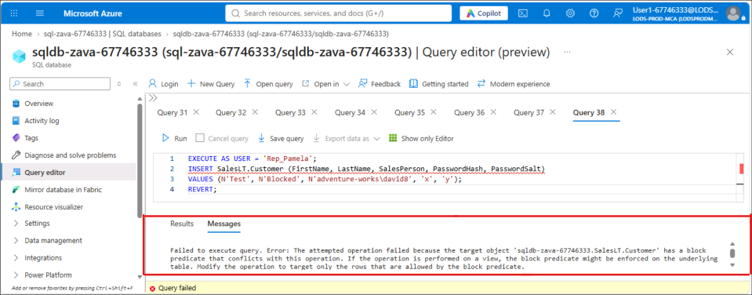 Microsoft Azure
Search resources, services, and docs (G+/)
Copilot
User1-67746333@LODS...
LODS-PROD-MCA (LODSPRODM...
Home > sql-zava-67746333 | SQL databases > sqldb-zava-67746333 (sql-zava-67746333/sqldb-zava-67746333)
sqldb-zava-67746333 (sql-zava-67746333/sqldb-zava-67746333) | Query editor (preview) ...
SQL
SQL database
Search
Login + New Query Open query Open in Feedback Getting started Modern experience
Overview
Activity log
Tags
Diagnose and solve problems
Query editor
Mirror database in Fabric
Resource visualizer
Settings
Data management
Integrations
Power Platform
Add or remove favorites by pressing Ctrl+Shift+F
Query 31 Query 32 Query 33 Query 34 Query 35 Query 36 Query 37 Query 38
Run Cancel query Save query Export data as Show only Editor
1 EXECUTE AS USER = 'Rep_Pamela';
2 INSERT SalesLT.Customer (FirstName, LastName, SalesPerson, PasswordHash, PasswordSalt)
3 VALUES (N'Test', N'Blocked', N'adventure-works\david8', 'x', 'y');
4 REVERT;
Results Messages
Failed to execute query. Error: The attempted operation failed because the target object 'sqldb-zava-67746333.SalesLT.Customer' has a block
predicate that conflicts with this operation. If the operation is performed on a view, the block predicate might be enforced on the underlying
table. Modify the operation to target only the rows that are allowed by the block predicate.
Query failed